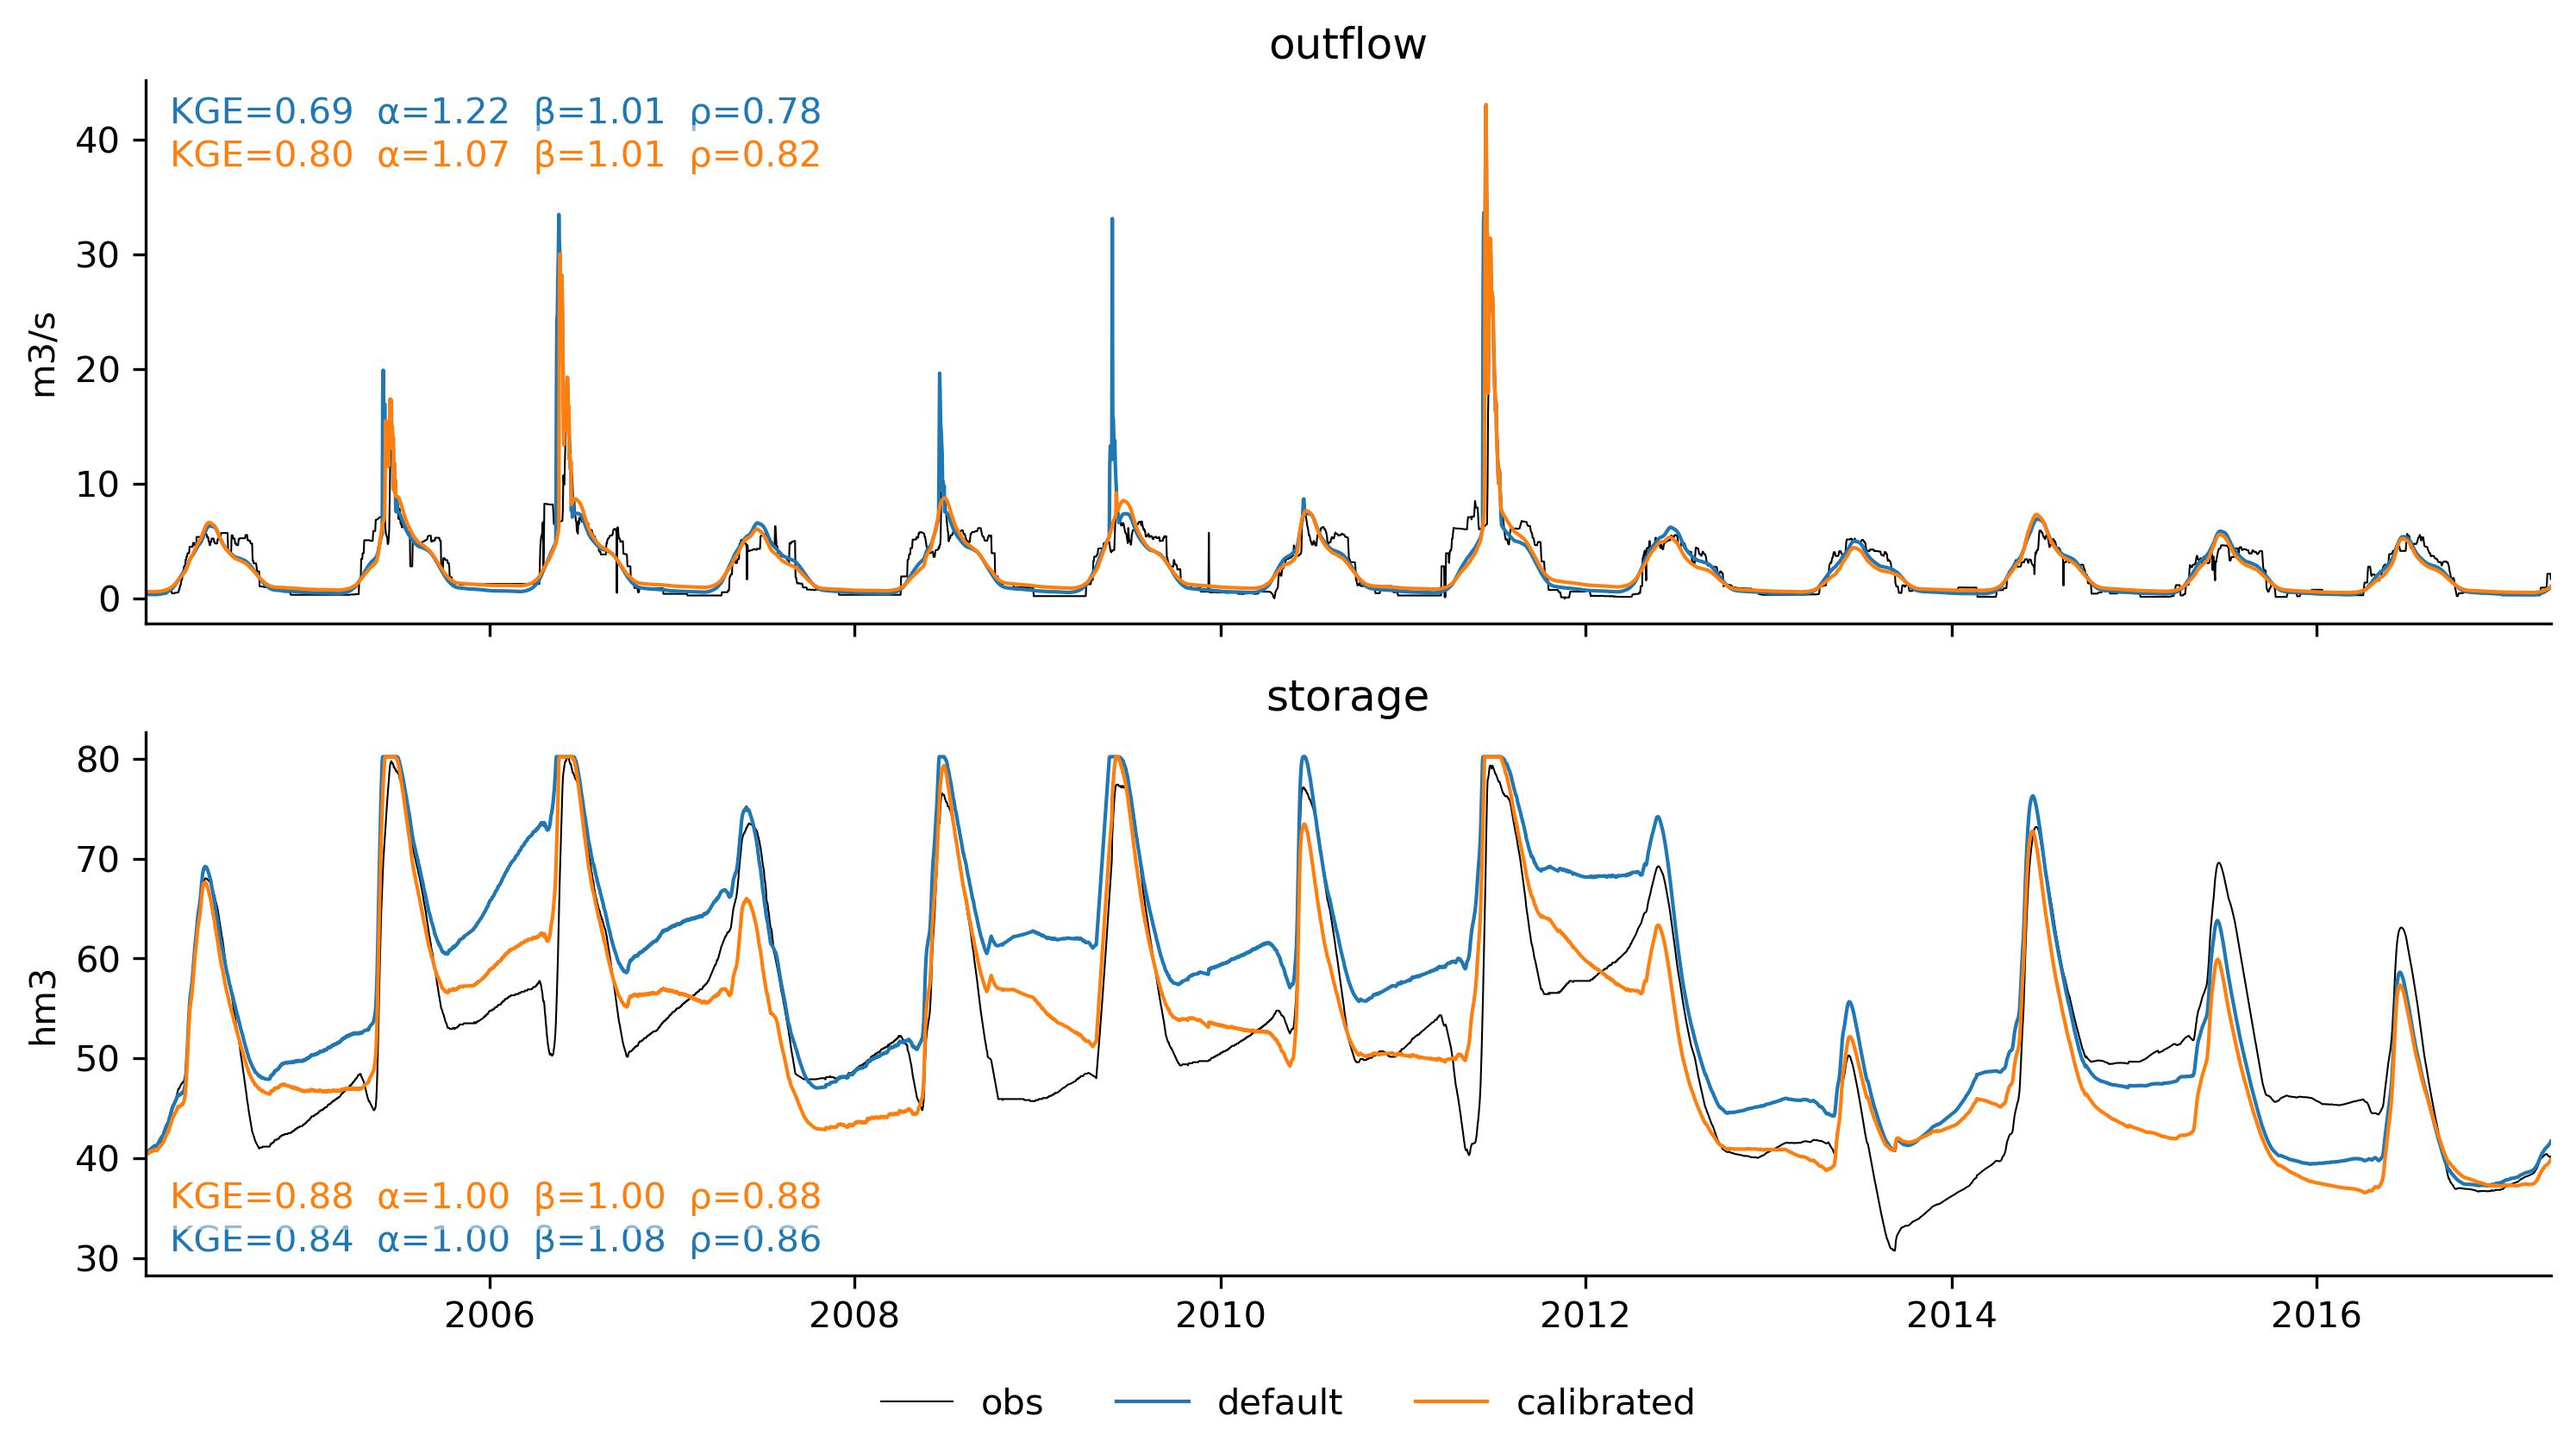 outflow
KGE=0.69 α=1.22 β=1.01 ρ=0.78
KGE=0.80 α=1.07 β=1.01 ρ=0.82
40
30
20
10
0
m3/s
storage
80
70
60
50
40
30
hm3
KGE=0.88 α=1.00 β=1.00 ρ=0.88
KGE=0.84 α=1.00 β=1.08 ρ=0.86
2006 2008 2010 2012 2014 2016
obs default calibrated